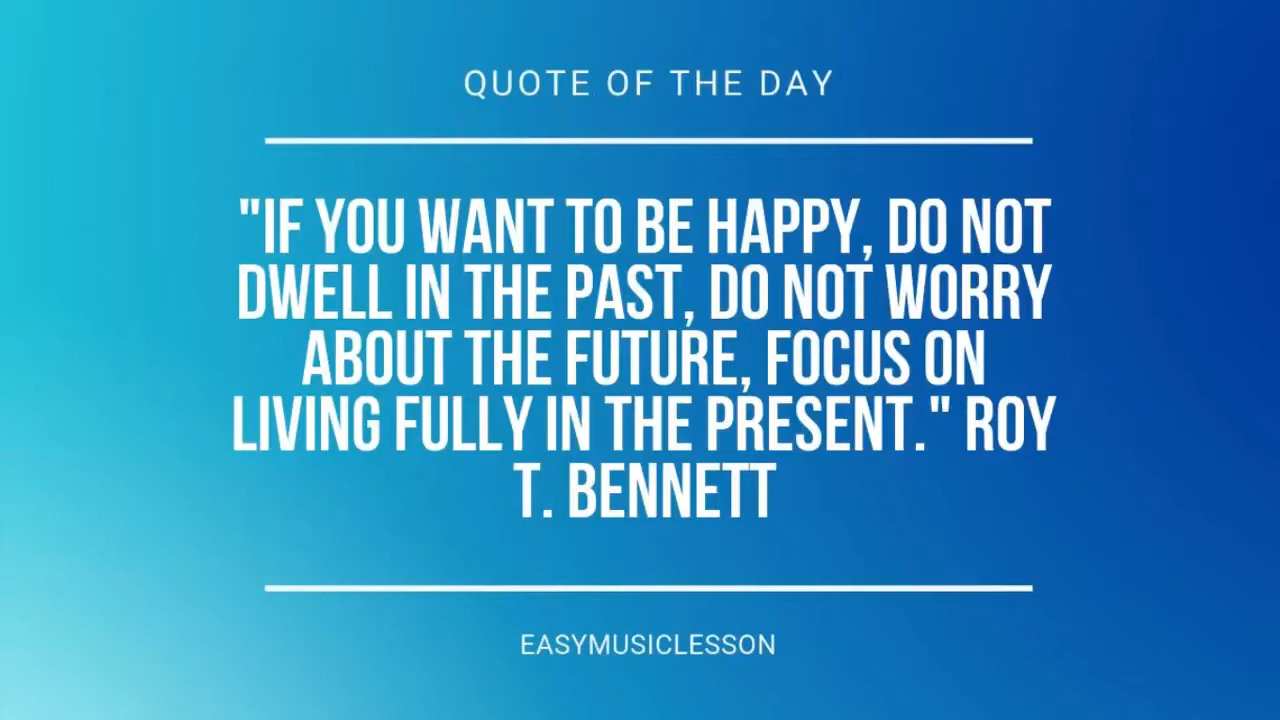 QUOTE OF THE DAY
"IF YOU WANT TO BE HAPPY, DO NOT
DWELL IN THE PAST, DO NOT WORRY
ABOUT THE FUTURE, FOCUS ON
LIVING FULLY IN THE PRESENT." ROY
T. BENNETT
EASYMUSICLESSON